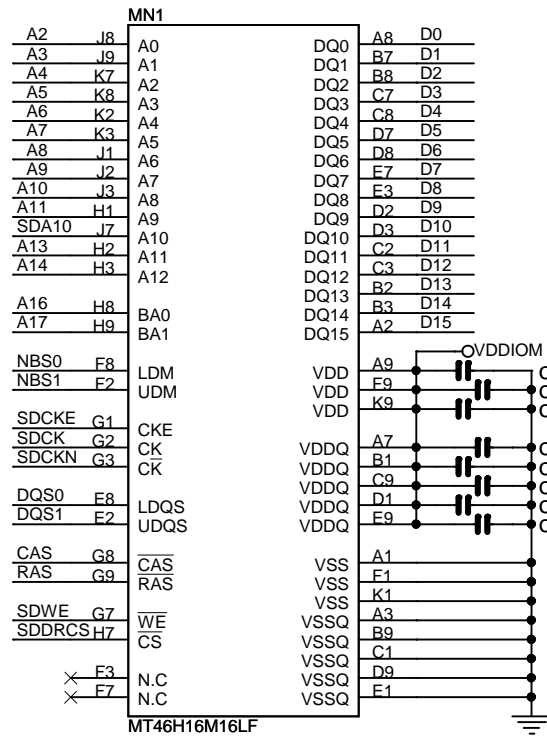 MN1
A2 J8 A0 DQ0 A8 D0
A3 J9 A1 DQ1 B7 D1
A4 K7 A2 DQ2 B8 D2
A5 K8 A3 DQ3 C7 D3
A6 K2 A4 DQ4 C8 D4
A7 K3 A5 DQ5 D7 D5
A8 J1 A6 DQ6 D8 D6
A9 J2 A7 DQ7 E7 D7
A10 J3 A8 DQ8 E3 D8
A11 H1 A9 DQ9 D2 D9
SDA10 J7 A10 DQ10 D3 D10
A13 H2 A11 DQ11 C2 D11
A14 H3 A12 DQ12 C3 D12
DQ13 B2 D13
A16 H8 BA0 DQ14 B3 D14
A17 H9 BA1 DQ15 A2 D15
VDDIOM
NBS0 F8 LDM VDD A9
NBS1 F2 UDM VDD F9
VDD K9
SDCKE G1 CKE
SDCK G2 CK VDDQ A7
SDCKN G3 CK VDDQ B1
VDDQ C9
DQS0 E8 LDQS VDDQ D1
DQS1 E2 UDQS VDDQ E9
CAS G8 CAS VSS A1
RAS G9 RAS VSS F1
VSS K1
SDWE G7 WE VSSQ A3
SDDRCS H7 CS VSSQ B9
VSSQ C1
F3 N.C VSSQ D9
F7 N.C VSSQ E1
MT46H16M16LF